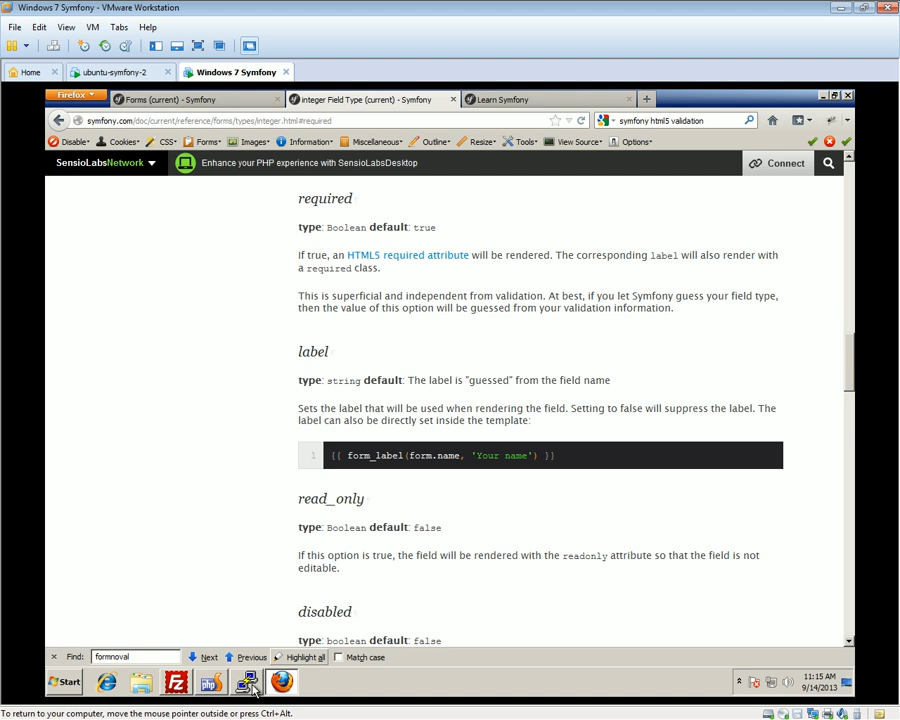 Windows 7 Symfony - VMware Workstation
File Edit View VM Tabs Help
Home ubuntu-symfony-2 Windows 7 Symfony
Firefox Forms (current) - Symfony integer Field Type (current) - Symfony Learn Symfony
symfony.com/doc/current/reference/forms/types/integer.html#required symfony html5 validation
Disable Cookies CSS Forms Images Information Miscellaneous Outline Resize Tools View Source Options
SensioLabsNetwork Enhance your PHP experience with SensioLabsDesktop Connect
required
type: Boolean default: true
If true, an HTML5 required attribute will be rendered. The corresponding label will also render with
a required class.
This is superficial and independent from validation. At best, if you let Symfony guess your field type,
then the value of this option will be guessed from your validation information.
label
type: string default: The label is "guessed" from the field name
Sets the label that will be used when rendering the field. Setting to false will suppress the label. The
label can also be directly set inside the template:
1 {{ form_label(form.name, 'Your name') }}
read_only
type: Boolean default: false
If this option is true, the field will be rendered with the readonly attribute so that the field is not
editable.
disabled
type: boolean default: false
Find: formnoval Next Previous Highlight all Match case
Start 11:15 AM
9/14/2013
To return to your computer, move the mouse pointer outside or press Ctrl+Alt.